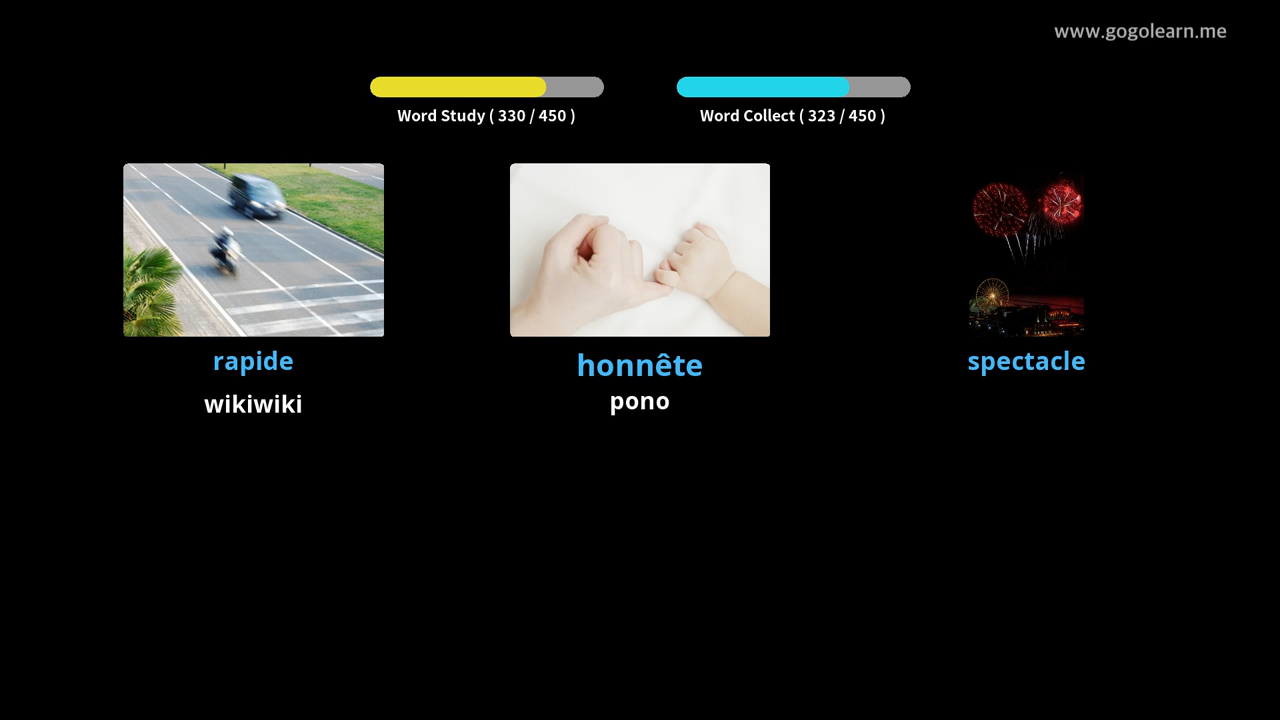 www.gogolearn.me
Word Study ( 330 / 450 )
Word Collect ( 323 / 450 )
rapide
wikiwiki
honnête
pono
spectacle